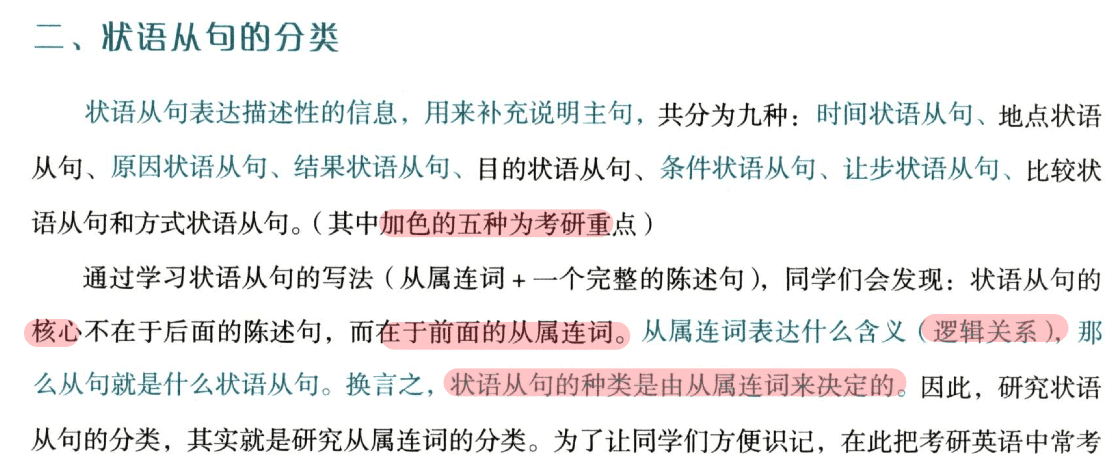 二、状语从句的分类
状语从句表达描述性的信息，用来补充说明主句，共分为九种：时间状语从句、地点状语
从句、原因状语从句、结果状语从句、目的状语从句、条件状语从句、让步状语从句、比较状
语从句和方式状语从句。（其中加色的五种为考研重点）
通过学习状语从句的写法（从属连词 + 一个完整的陈述句），同学们会发现：状语从句的
核心不在于后面的陈述句，而在于前面的从属连词。从属连词表达什么含义（逻辑关系），那
么从句就是什么状语从句。换言之，状语从句的种类是由从属连词来决定的。因此，研究状语
从句的分类，其实就是研究从属连词的分类。为了让同学们方便识记，在此把考研英语中常考